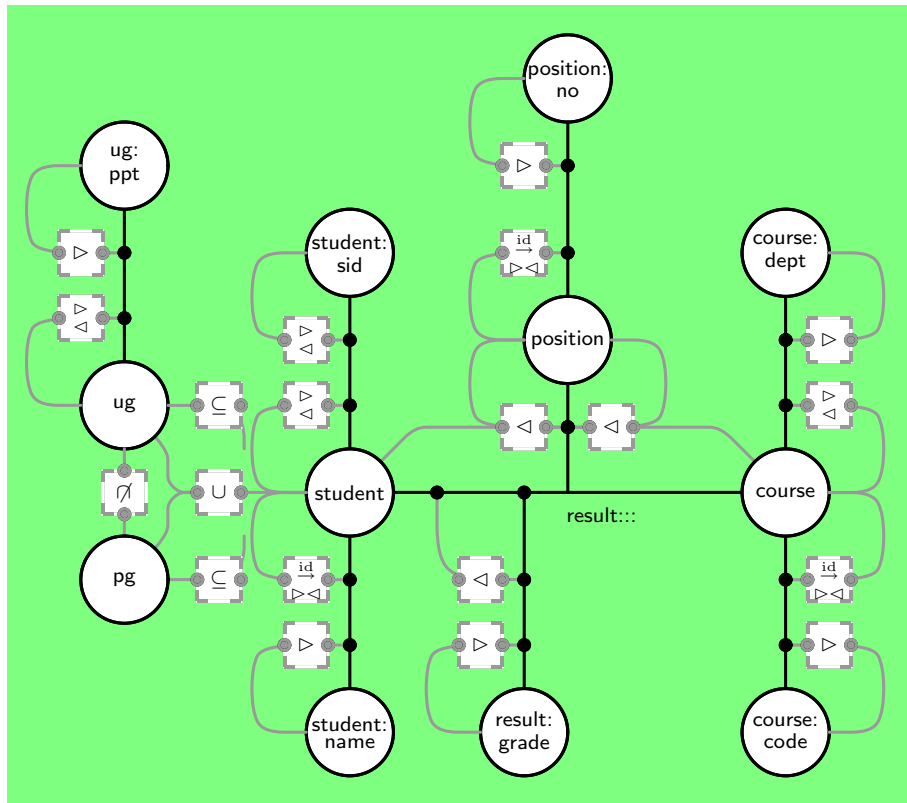 position:
no
ug:
ppt
▷
▷
id
→
▷◁
student:
sid
course:
dept
▷
◁
▷
◁
position
▷
ug
⊆
▷
◁
▷
◁
◁
◁
∩̸
∪
student
course
result:::
pg
⊆
id
→
▷◁
◁
id
→
▷◁
▷
▷
▷
student:
name
result:
grade
course:
code